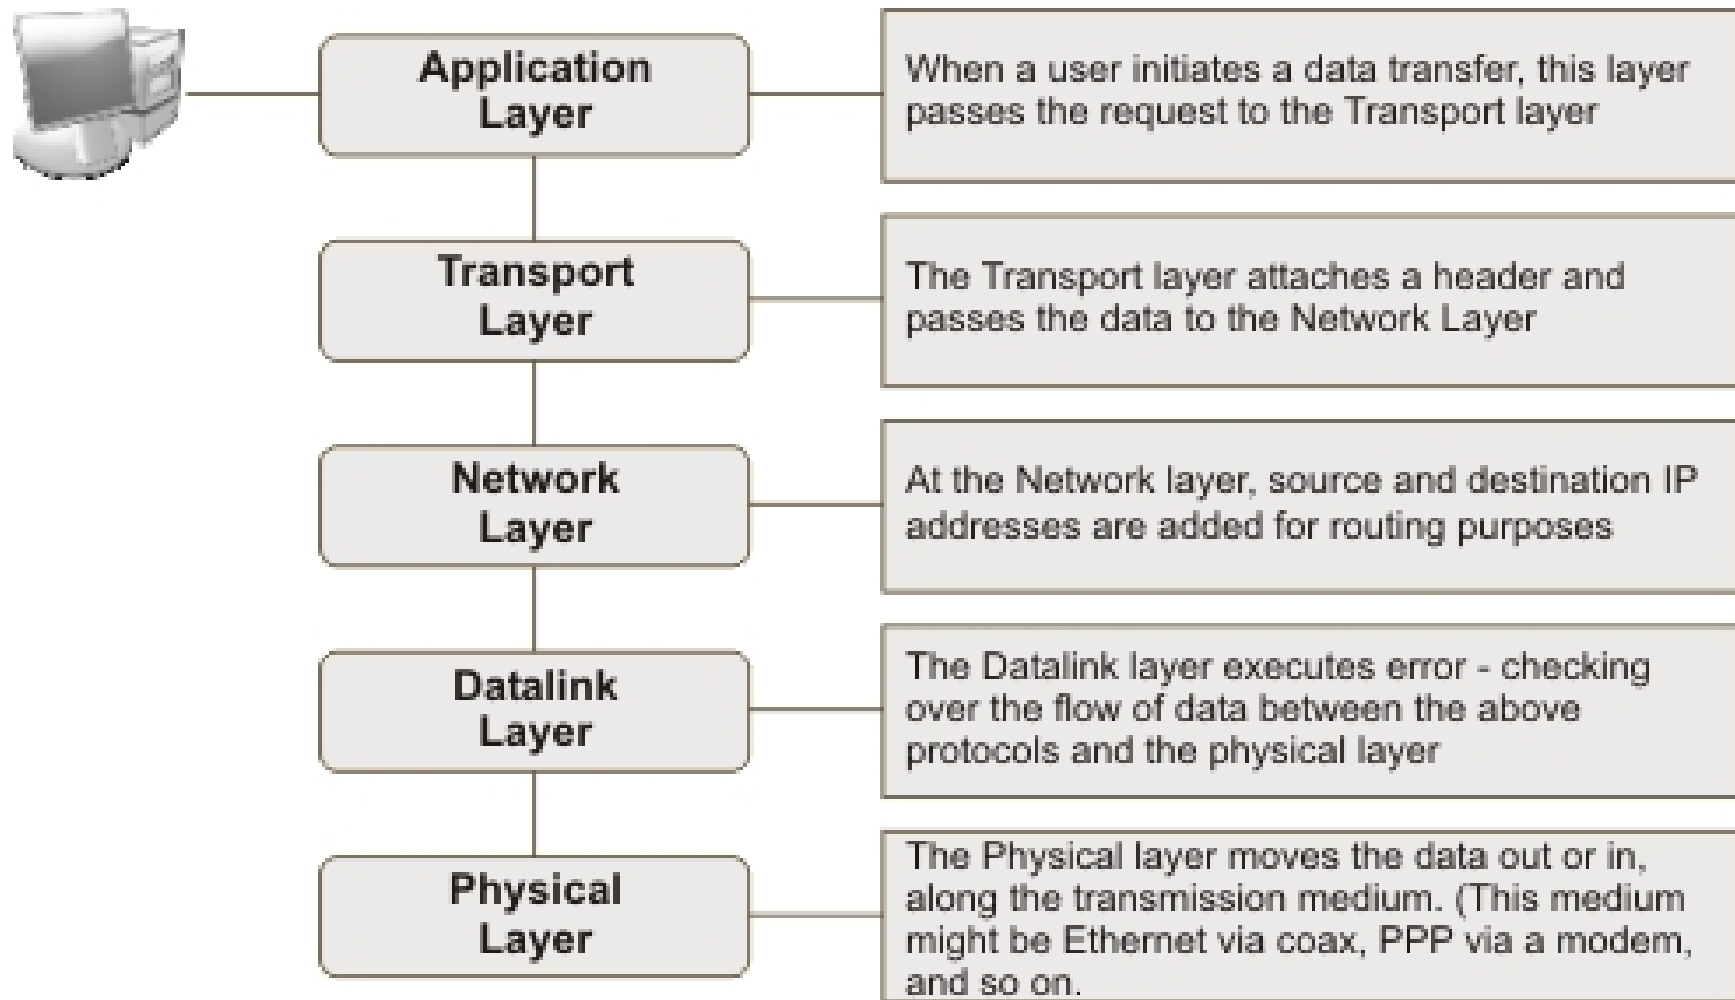 Application
Layer
When a user initiates a data transfer, this layer
passes the request to the Transport layer
Transport
Layer
The Transport layer attaches a header and
passes the data to the Network Layer
Network
Layer
At the Network layer, source and destination IP
addresses are added for routing purposes
Datalink
Layer
The Datalink layer executes error - checking
over the flow of data between the above
protocols and the physical layer
Physical
Layer
The Physical layer moves the data out or in,
along the transmission medium. (This medium
might be Ethernet via coax, PPP via a modem,
and so on.